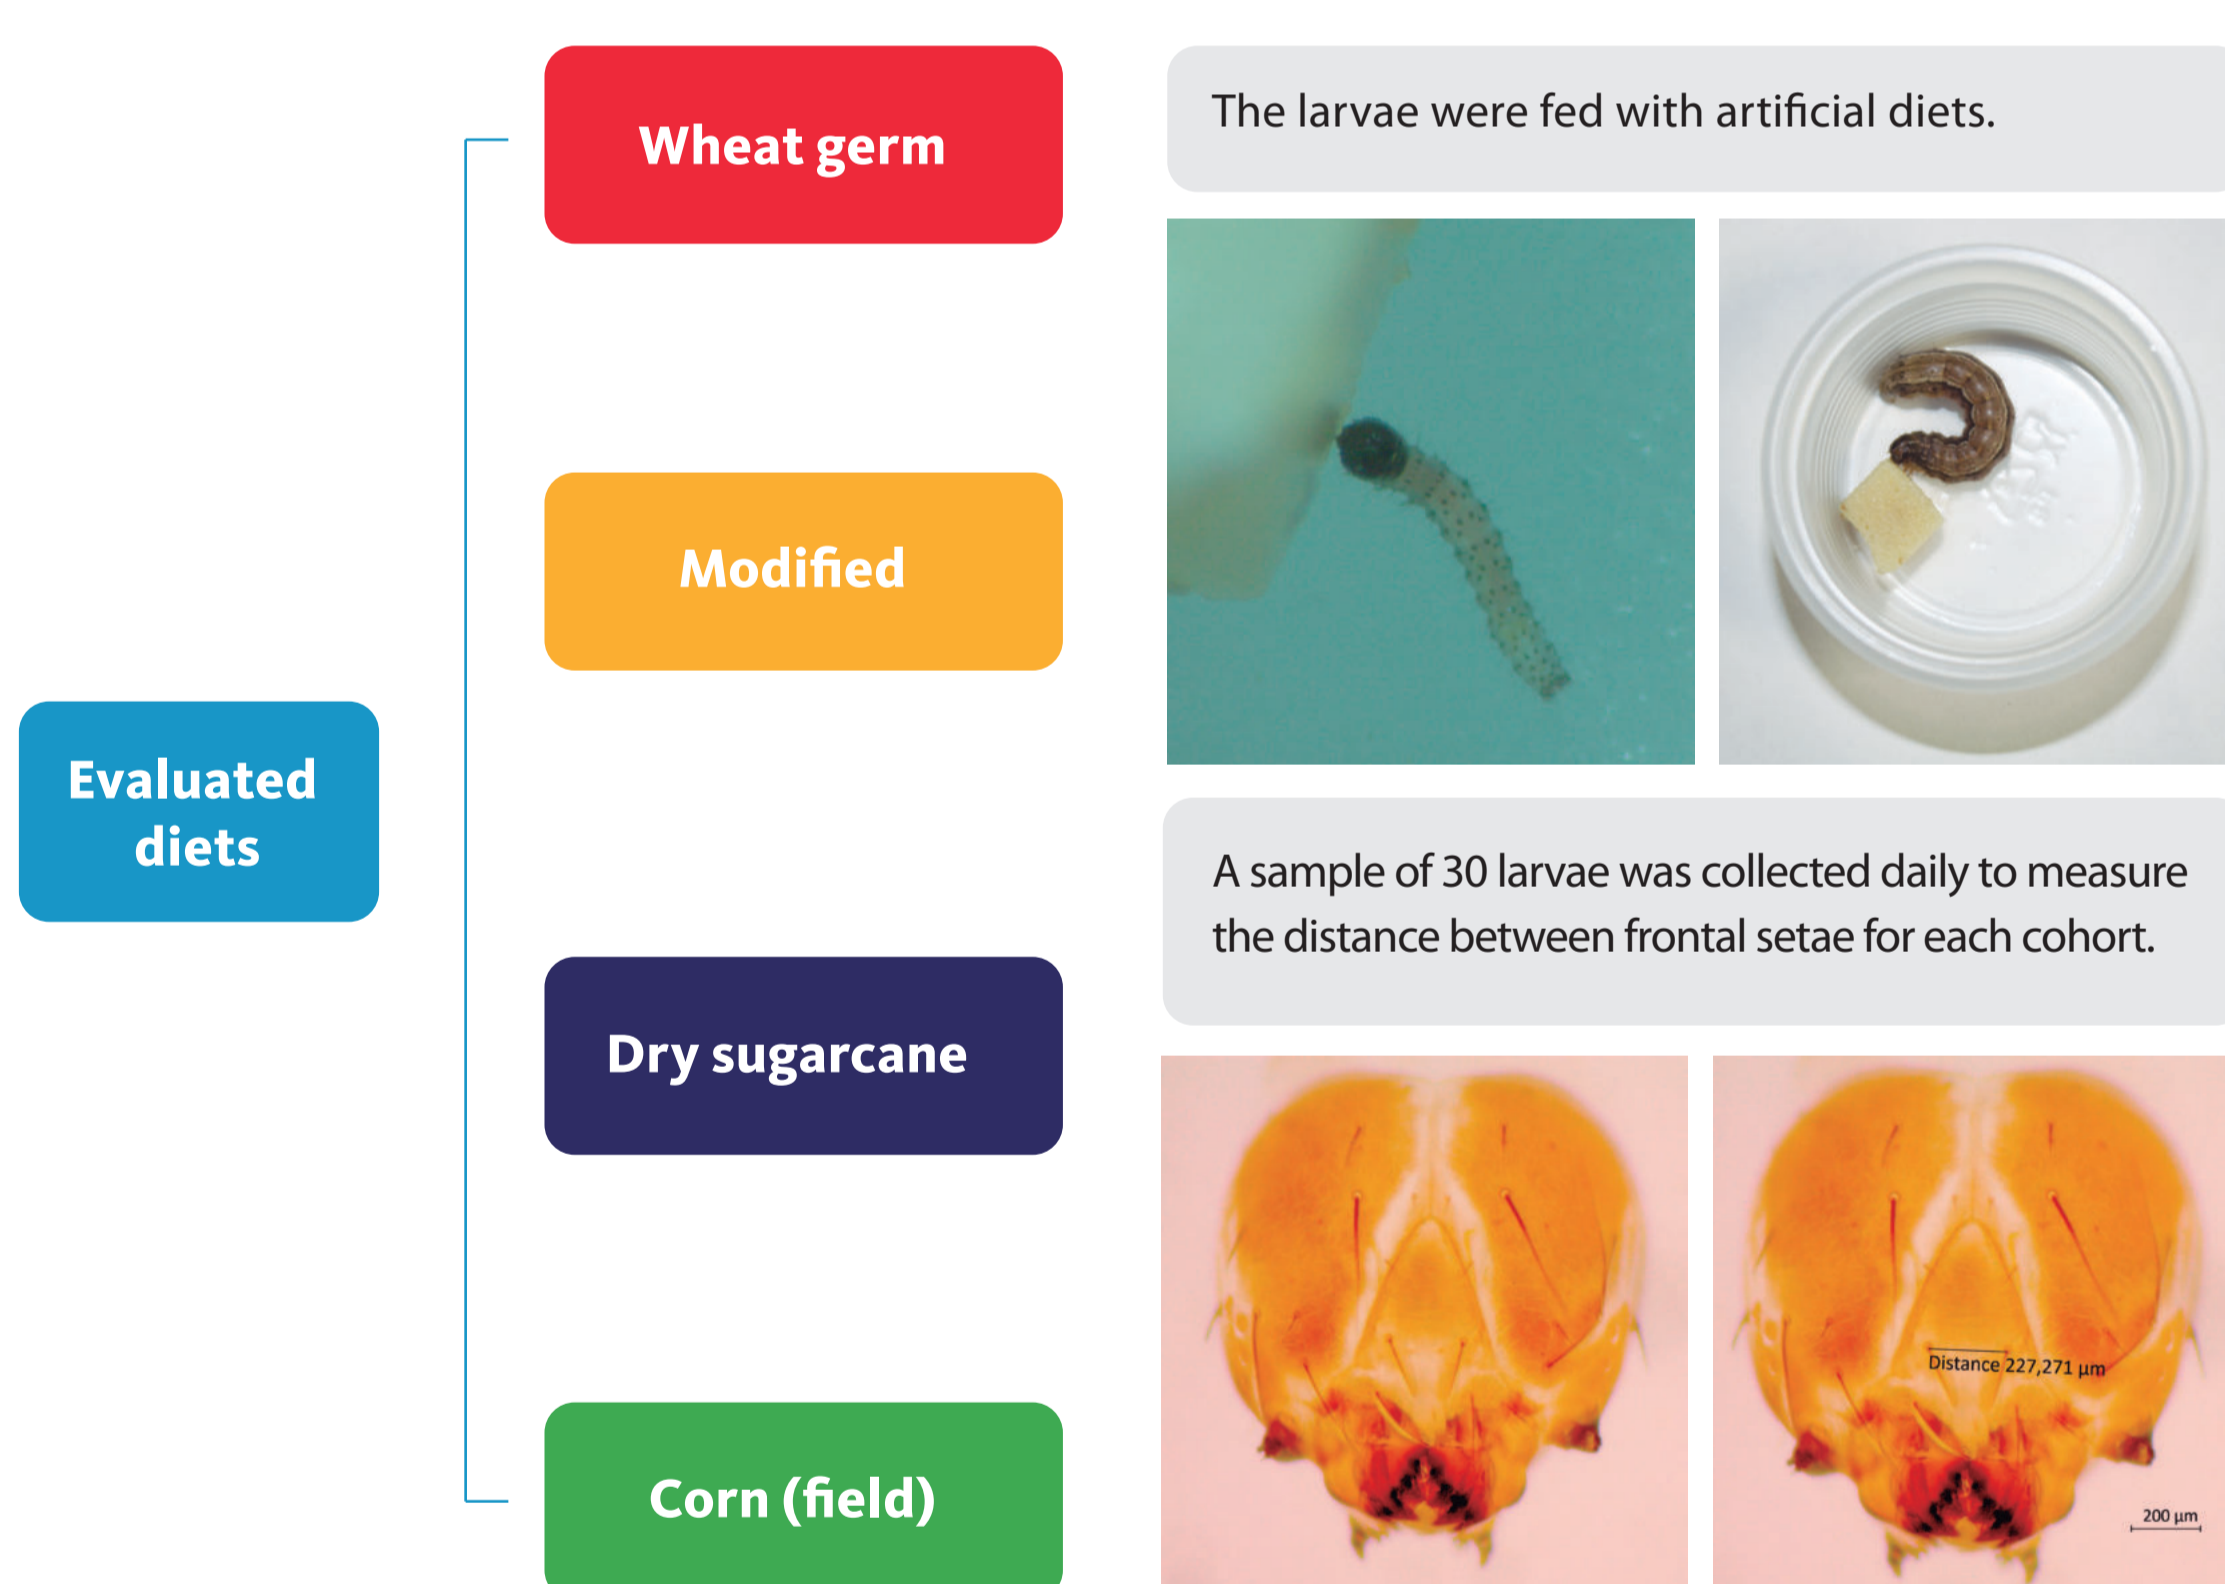 Evaluated
diets
Wheat germ
Modified
Dry sugarcane
Corn (field)
The larvae were fed with artificial diets.
A sample of 30 larvae was collected daily to measure
the distance between frontal setae for each cohort.
Distance 227,271 µm
200 µm